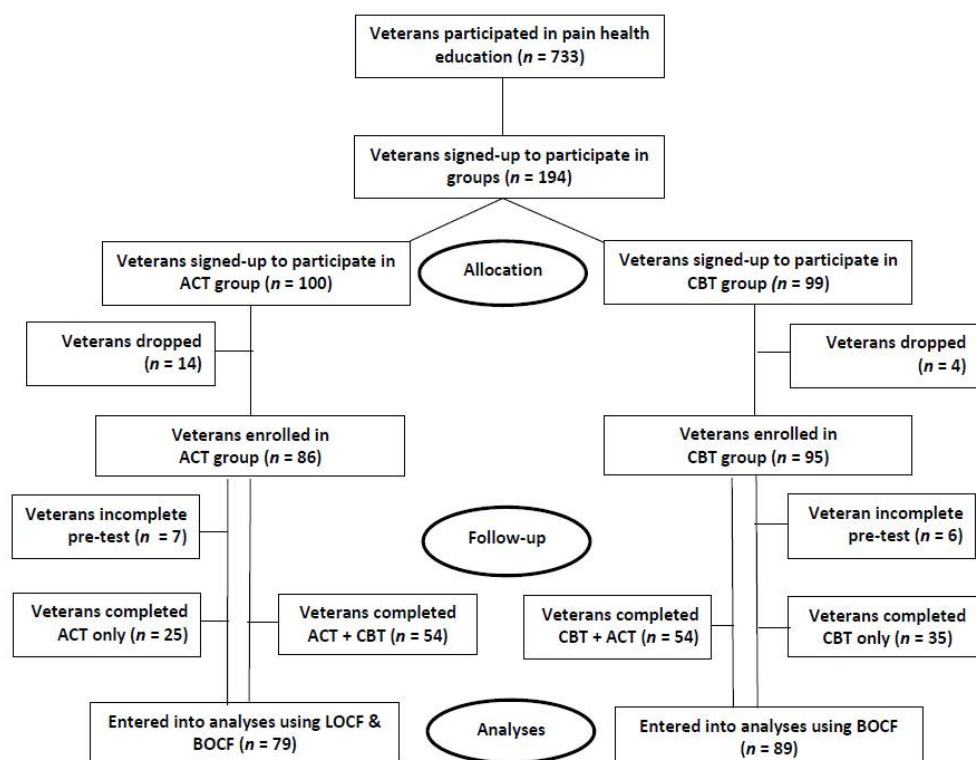 Veterans participated in pain health
education (n = 733)
Veterans signed-up to participate in
groups (n = 194)
Veterans signed-up to participate in
ACT group (n = 100)
Allocation
Veterans signed-up to participate in
CBT group (n = 99)
Veterans dropped
(n = 14)
Veterans dropped
(n = 4)
Veterans enrolled in
ACT group (n = 86)
Veterans enrolled in
CBT group (n = 95)
Veterans incomplete
pre-test (n = 7)
Follow-up
Veteran incomplete
pre-test (n = 6)
Veterans completed
ACT only (n = 25)
Veterans completed
ACT + CBT (n = 54)
Veterans completed
CBT + ACT (n = 54)
Veterans completed
CBT only (n = 35)
Entered into analyses using LOCF &
BOCF (n = 79)
Analyses
Entered into analyses using BOCF
(n = 89)